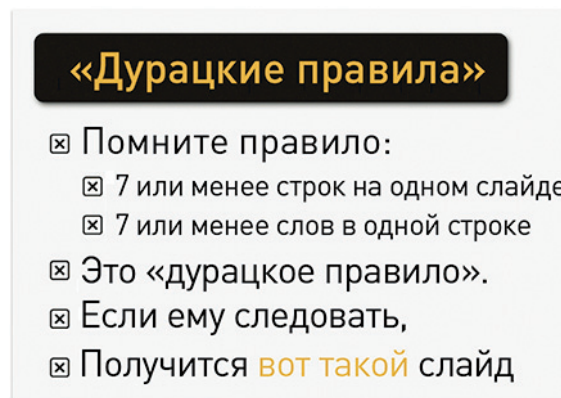 «Дурацкие правила»
Помните правило:
7 или менее строк на одном слайде
7 или менее слов в одной строке
Это «дурацкое правило».
Если ему следовать,
Получится вот такой слайд